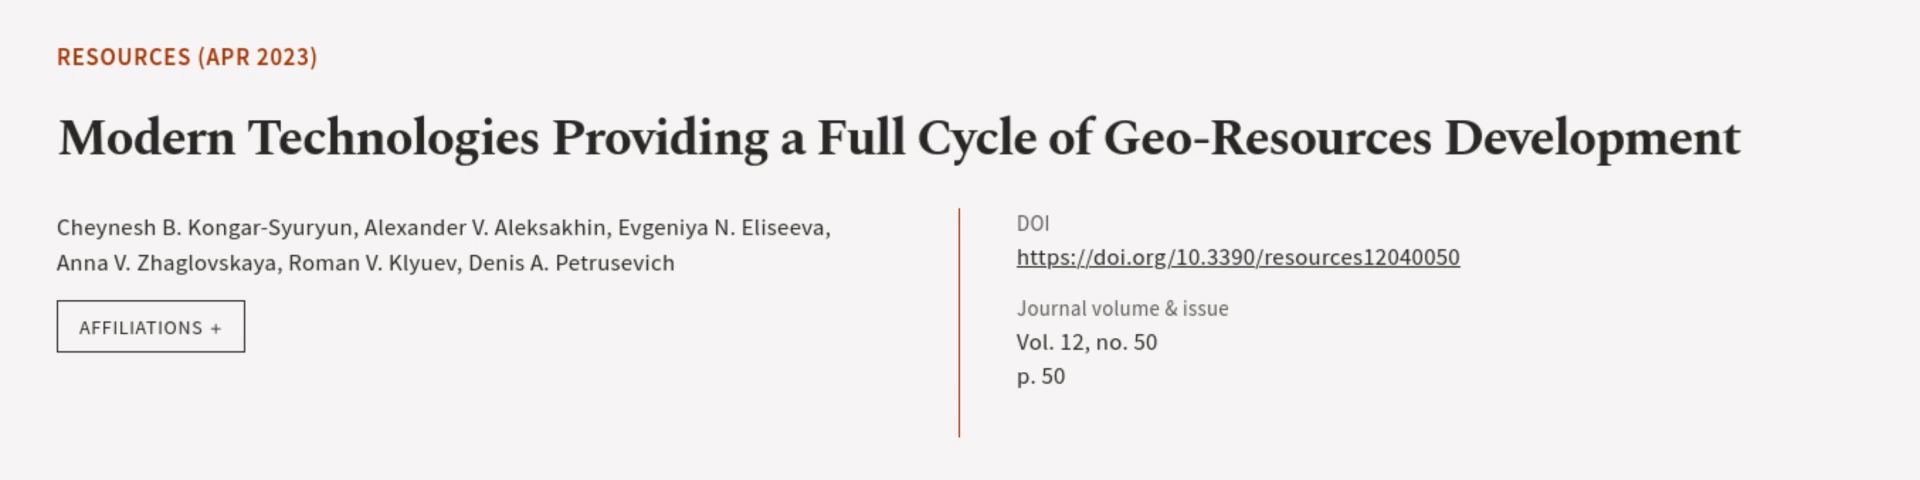 RESOURCES (APR 2023)
Modern Technologies Providing a Full Cycle of Geo-Resources Development
Cheynesh B. Kongar-Syuryun, Alexander V. Aleksakhin, Evgeniya N. Eliseeva,
Anna V. Zhaglovskaya, Roman V. Klyuev, Denis A. Petrusevich
AFFILIATIONS +
DOI
https://doi.org/10.3390/resources12040050
Journal volume & issue
Vol. 12, no. 50
p. 50